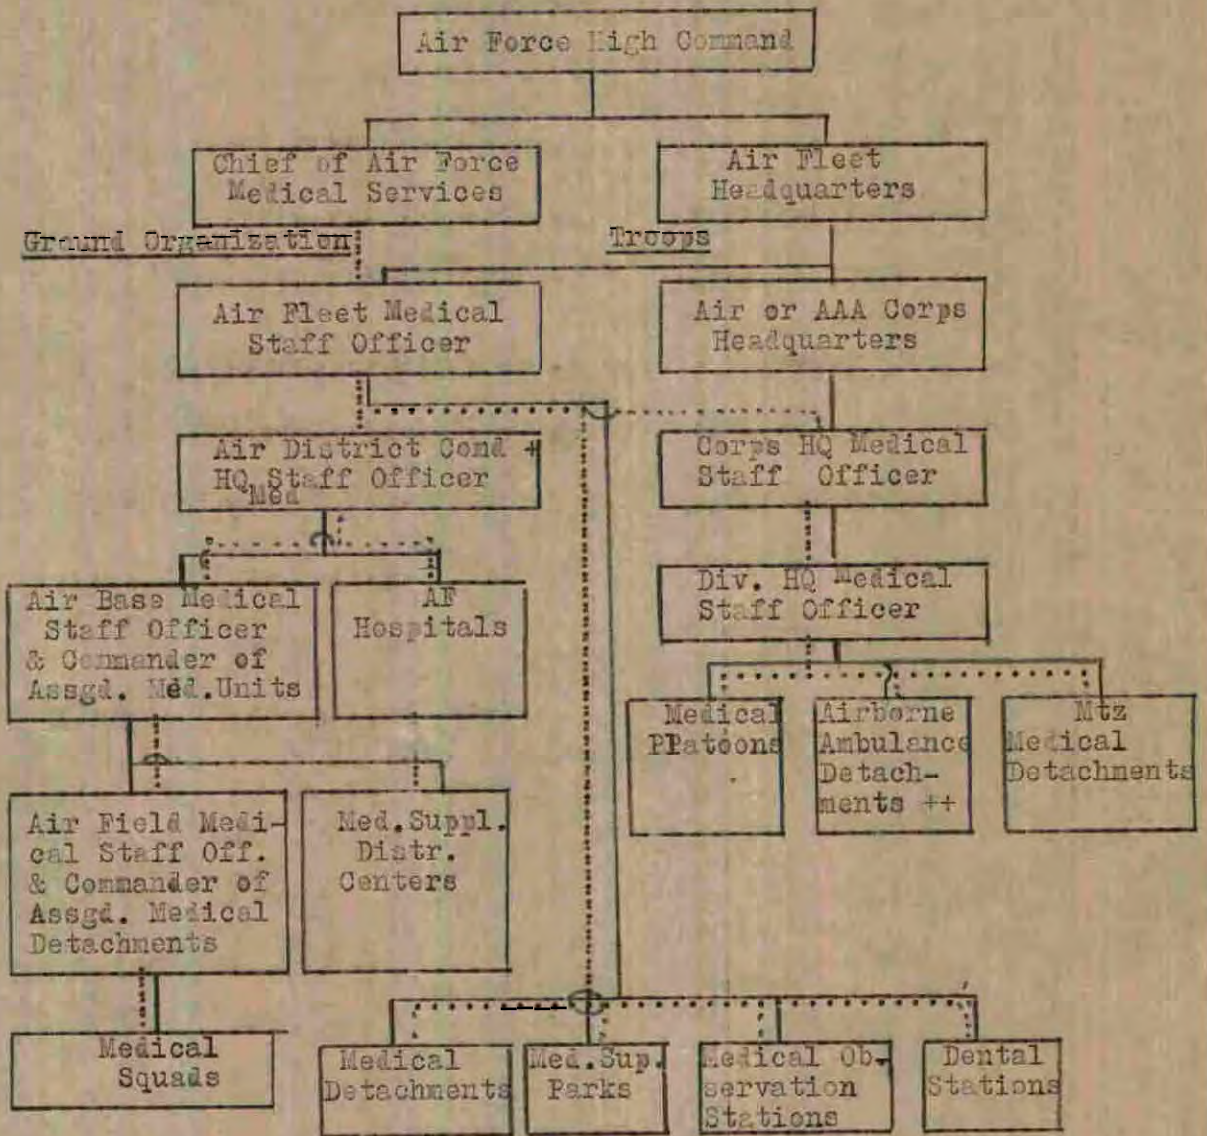 Air Force High Command
Chief of Air Force
Medical Services
Air Fleet
Headquarters
Ground Organization
Troops
Air Fleet Medical
Staff Officer
Air or AAA Corps
Headquarters
Air District Comd +
HQ Staff Officer
Med
Corps HQ Medical
Staff Officer
Div. HQ Medical
Staff Officer
Air Base Medical
Staff Officer
& Commander of
Assgd. Med.Units
AF
Hospitals
Medical
Platoons
Airborne
Ambulance
Detach-
ments ++
Mtz
Medical
Detachments
Air Field Medi-
cal Staff Off.
& Commander of
Assgd. Medical
Detachments
Med.Suppl.
Distr.
Centers
Medical
Squads
Medical
Detachments
Med.Sup.
Parks
Medical Ob-
servation
Stations
Dental
Stations